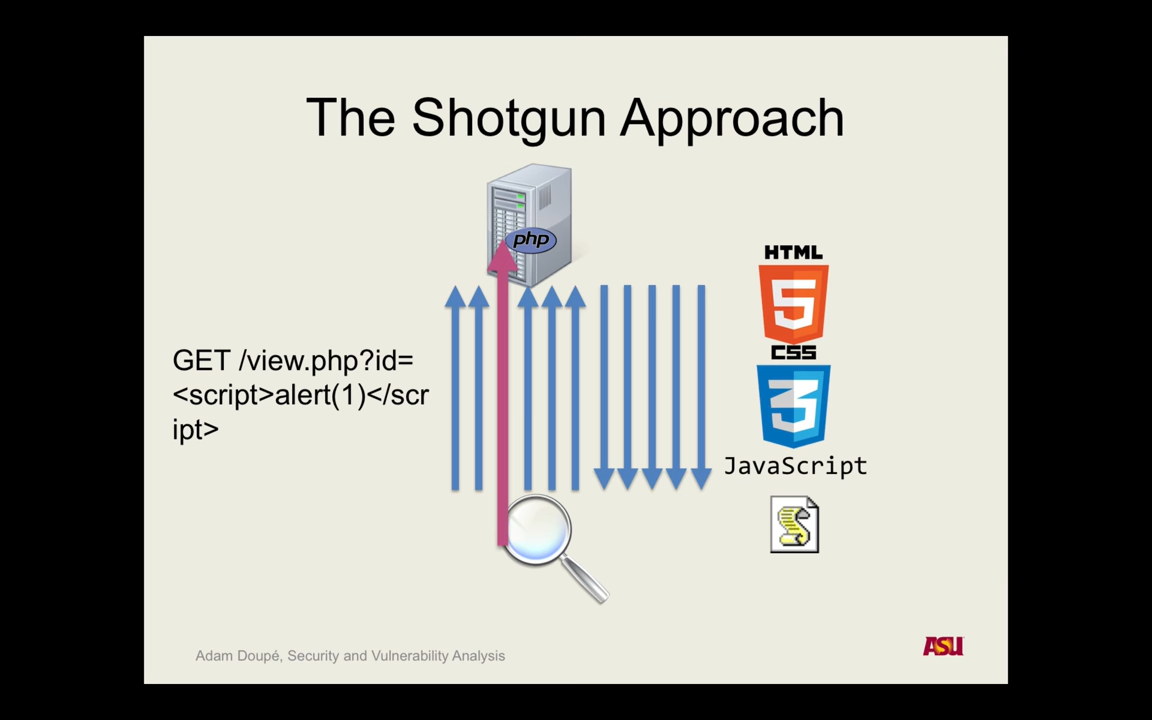 The Shotgun Approach
php
HTML
5
GET /view.php?id=
<script>alert(1)</scr
ipt>
CSS
3
JavaScript
Adam Doupé, Security and Vulnerability Analysis
ASU